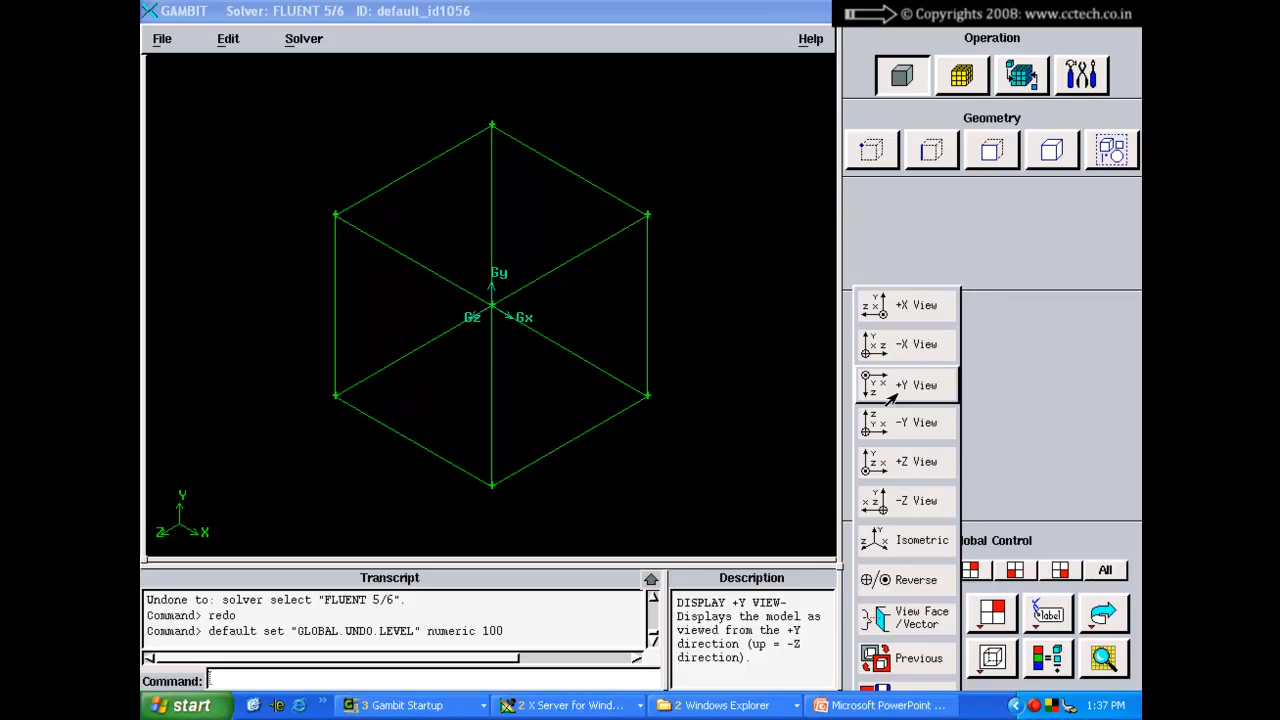 GAMBIT Solver: FLUENT 5/6 ID: default_id1056
© Copyrights 2008: www.cctech.co.in
File Edit Solver Help
Operation
Geometry
Gy
Gz Gx
Y
Z X
+X View
-X View
+Y View
-Y View
+Z View
-Z View
Isometric
Reverse
View Face
/Vector
Previous
lobal Control
All
label
Transcript
Undone to: solver select "FLUENT 5/6".
Command> redo
Command> default set "GLOBAL.UNDO.LEVEL" numeric 100
Command:
Description
DISPLAY +Y VIEW-
Displays the model as
viewed from the +Y
direction (up = -Z
direction).
start
3 Gambit Startup
2 X Server for Wind...
2 Windows Explorer
Microsoft PowerPoint ...
1:37 PM